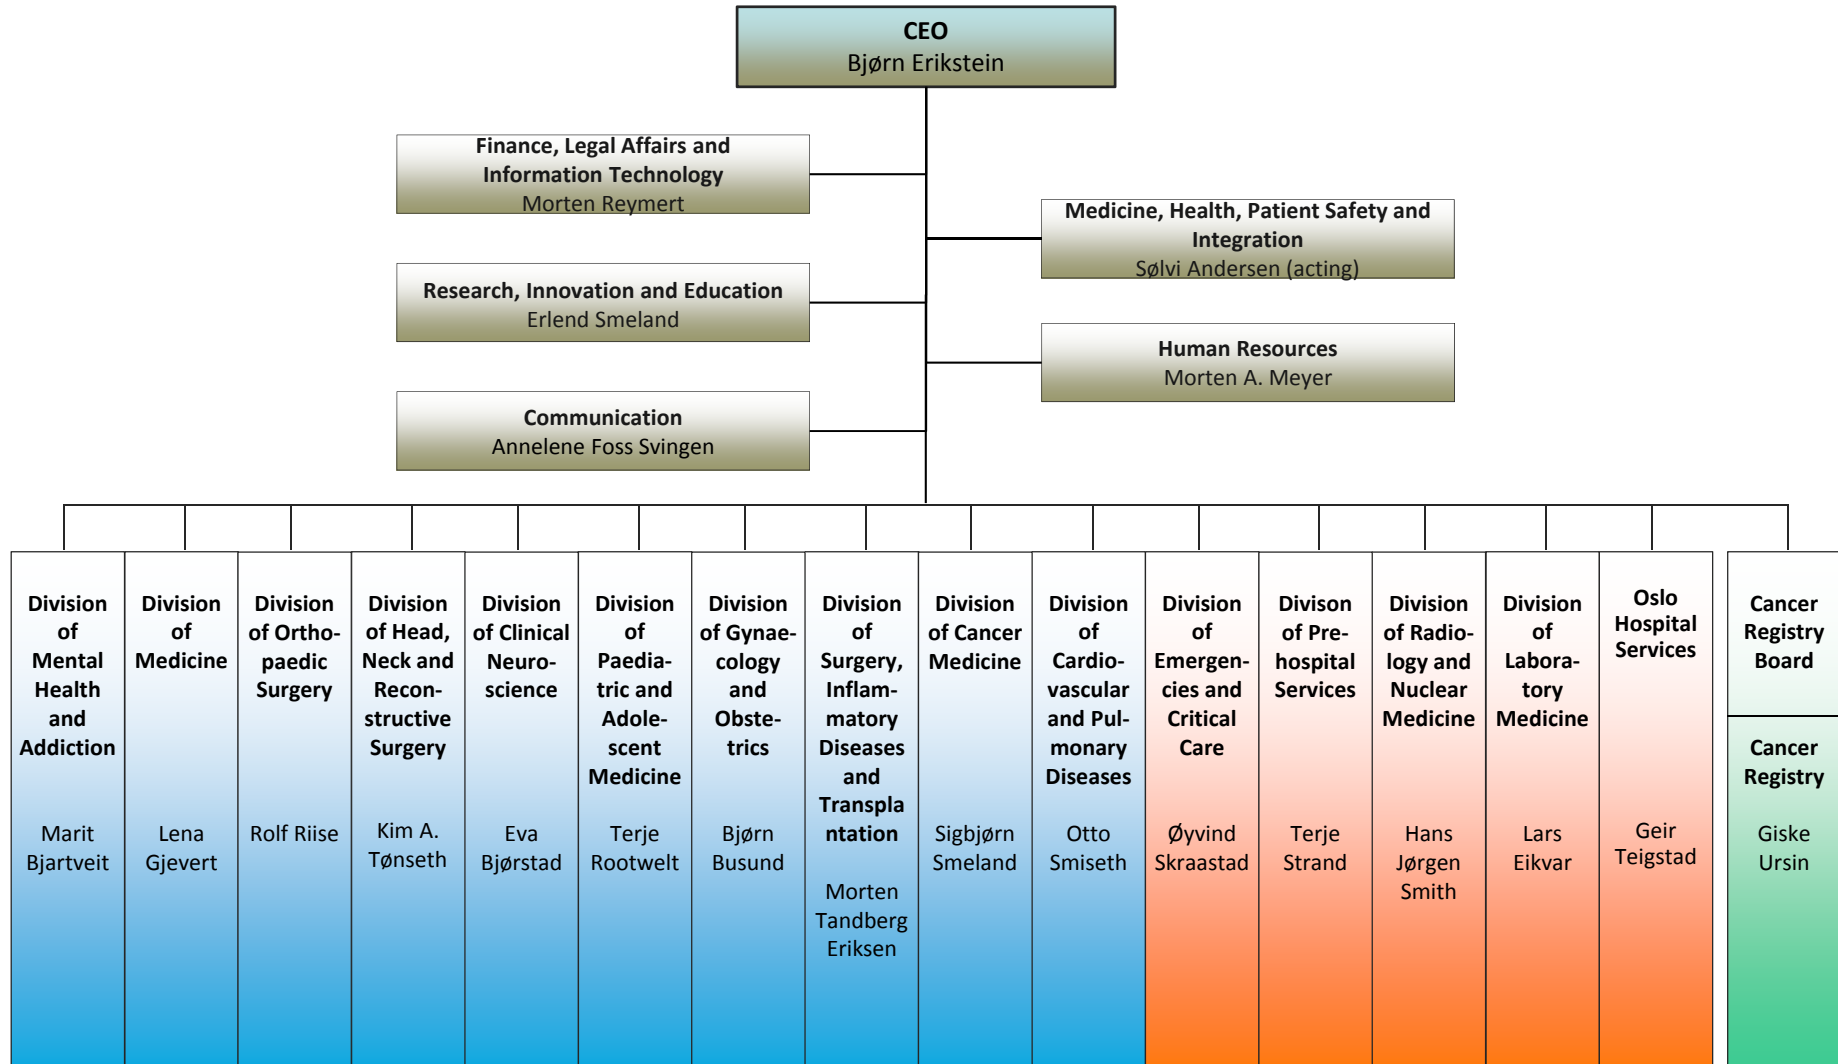 CEO
Bjørn Erikstein
Finance, Legal Affairs and
Information Technology
Morten Reymert
Medicine, Health, Patient Safety and
Integration
Sølvi Andersen (acting)
Research, Innovation and Education
Erlend Smeland
Human Resources
Morten A. Meyer
Communication
Annelene Foss Svingen
Division
of
Mental
Health
and
Addiction
Marit
Bjartveit
Division
of
Medicine
Lena
Gjevert
Division
of Ortho-
paedic
Surgery
Rolf Riise
Division
of Head,
Neck and
Recon-
structive
Surgery
Kim A.
Tønseth
Division
of Clinical
Neuro-
science
Eva
Bjørstad
Division
of
Paedia-
tric and
Adole-
scent
Medicine
Terje
Rootwelt
Division
of Gynae-
cology
and
Obste-
trics
Bjørn
Busund
Division
of
Surgery,
Inflam-
matory
Diseases
and
Transpla
ntation
Morten
Tandberg
Eriksen
Division
of Cancer
Medicine
Sigbjørn
Smeland
Division
of
Cardio-
vascular
and Pul-
monary
Diseases
Otto
Smiseth
Division
of
Emergen-
cies and
Critical
Care
Øyvind
Skraastad
Divison
of Pre-
hospital
Services
Terje
Strand
Division
of Radio-
logy and
Nuclear
Medicine
Hans
Jørgen
Smith
Division
of
Labora-
tory
Medicine
Lars
Eikvar
Oslo
Hospital
Services
Geir
Teigstad
Cancer
Registry
Board
Cancer
Registry
Giske
Ursin